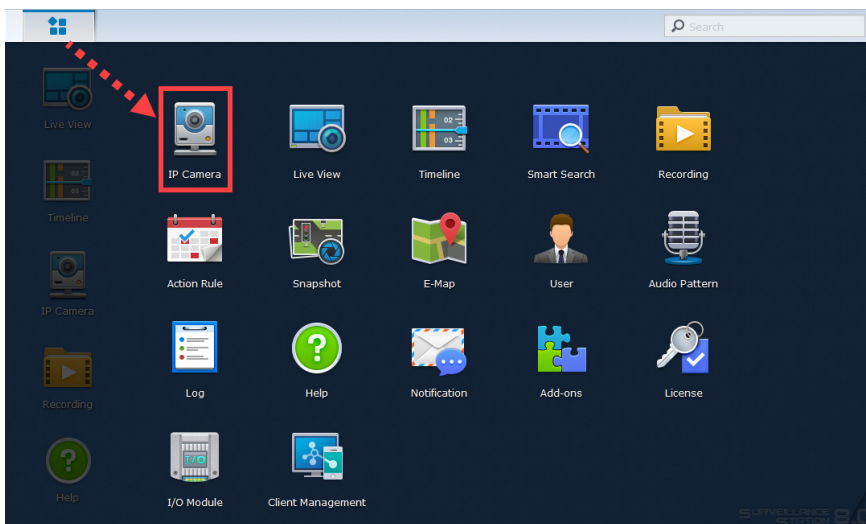 Search
Live View
Timeline
IP Camera
Recording
Help
IP Camera
Live View
Timeline
Smart Search
Recording
Action Rule
Snapshot
E-Map
User
Audio Pattern
Log
Help
Notification
Add-ons
License
I/O
I/O Module
Client Management
SURVEILLANCE
STATION 8.0